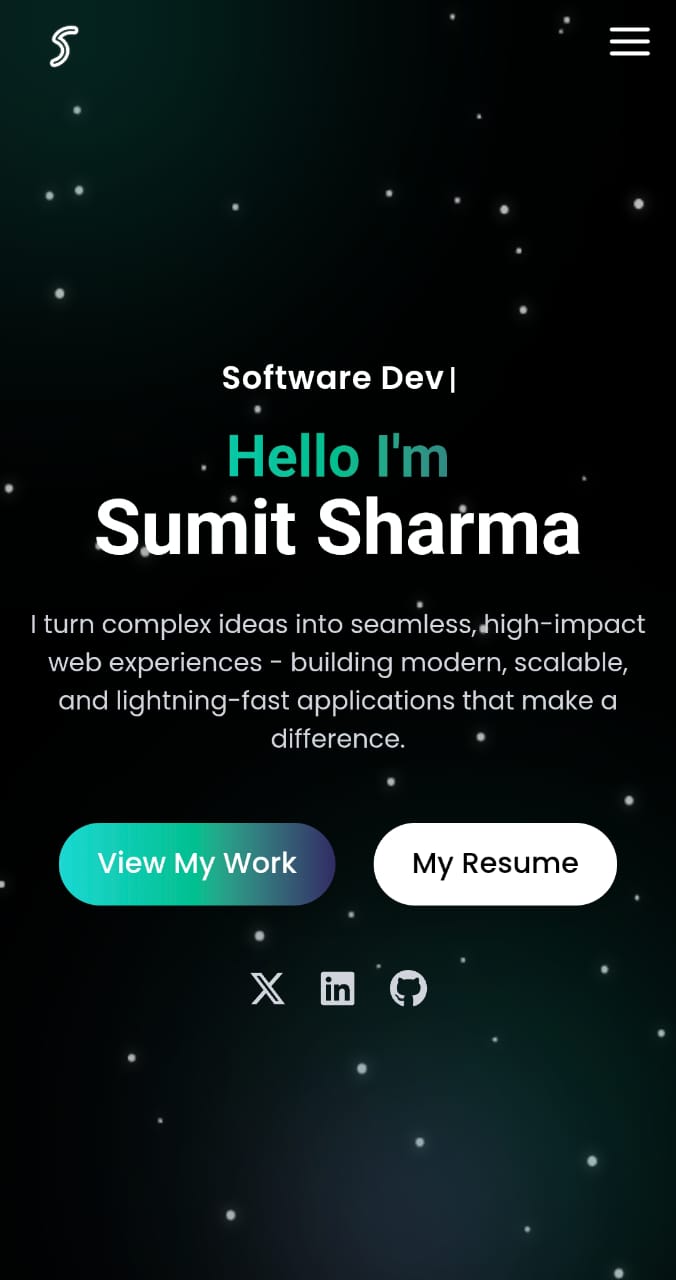 Software Dev|
Hello I'm
Sumit Sharma
I turn complex ideas into seamless, high-impact
web experiences - building modern, scalable,
and lightning-fast applications that make a
difference.
View My Work
My Resume